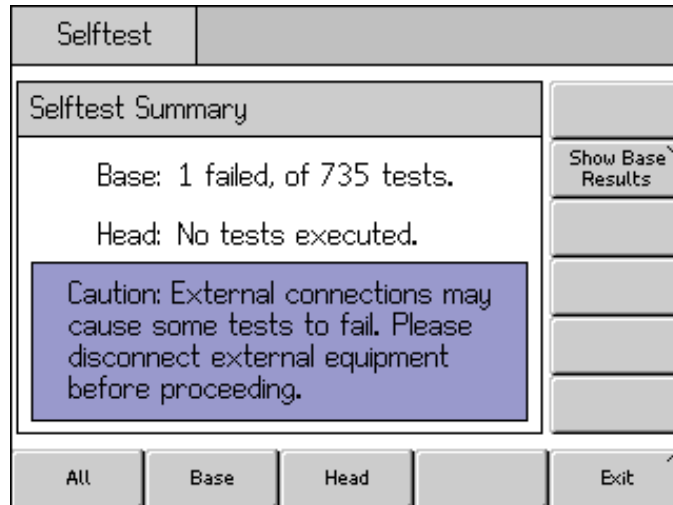 Selftest
Selftest Summary
Base: 1 failed, of 735 tests.
Head: No tests executed.
Caution: External connections may
cause some tests to fail. Please
disconnect external equipment
before proceeding.
Show Base
Results
All
Base
Head
Exit